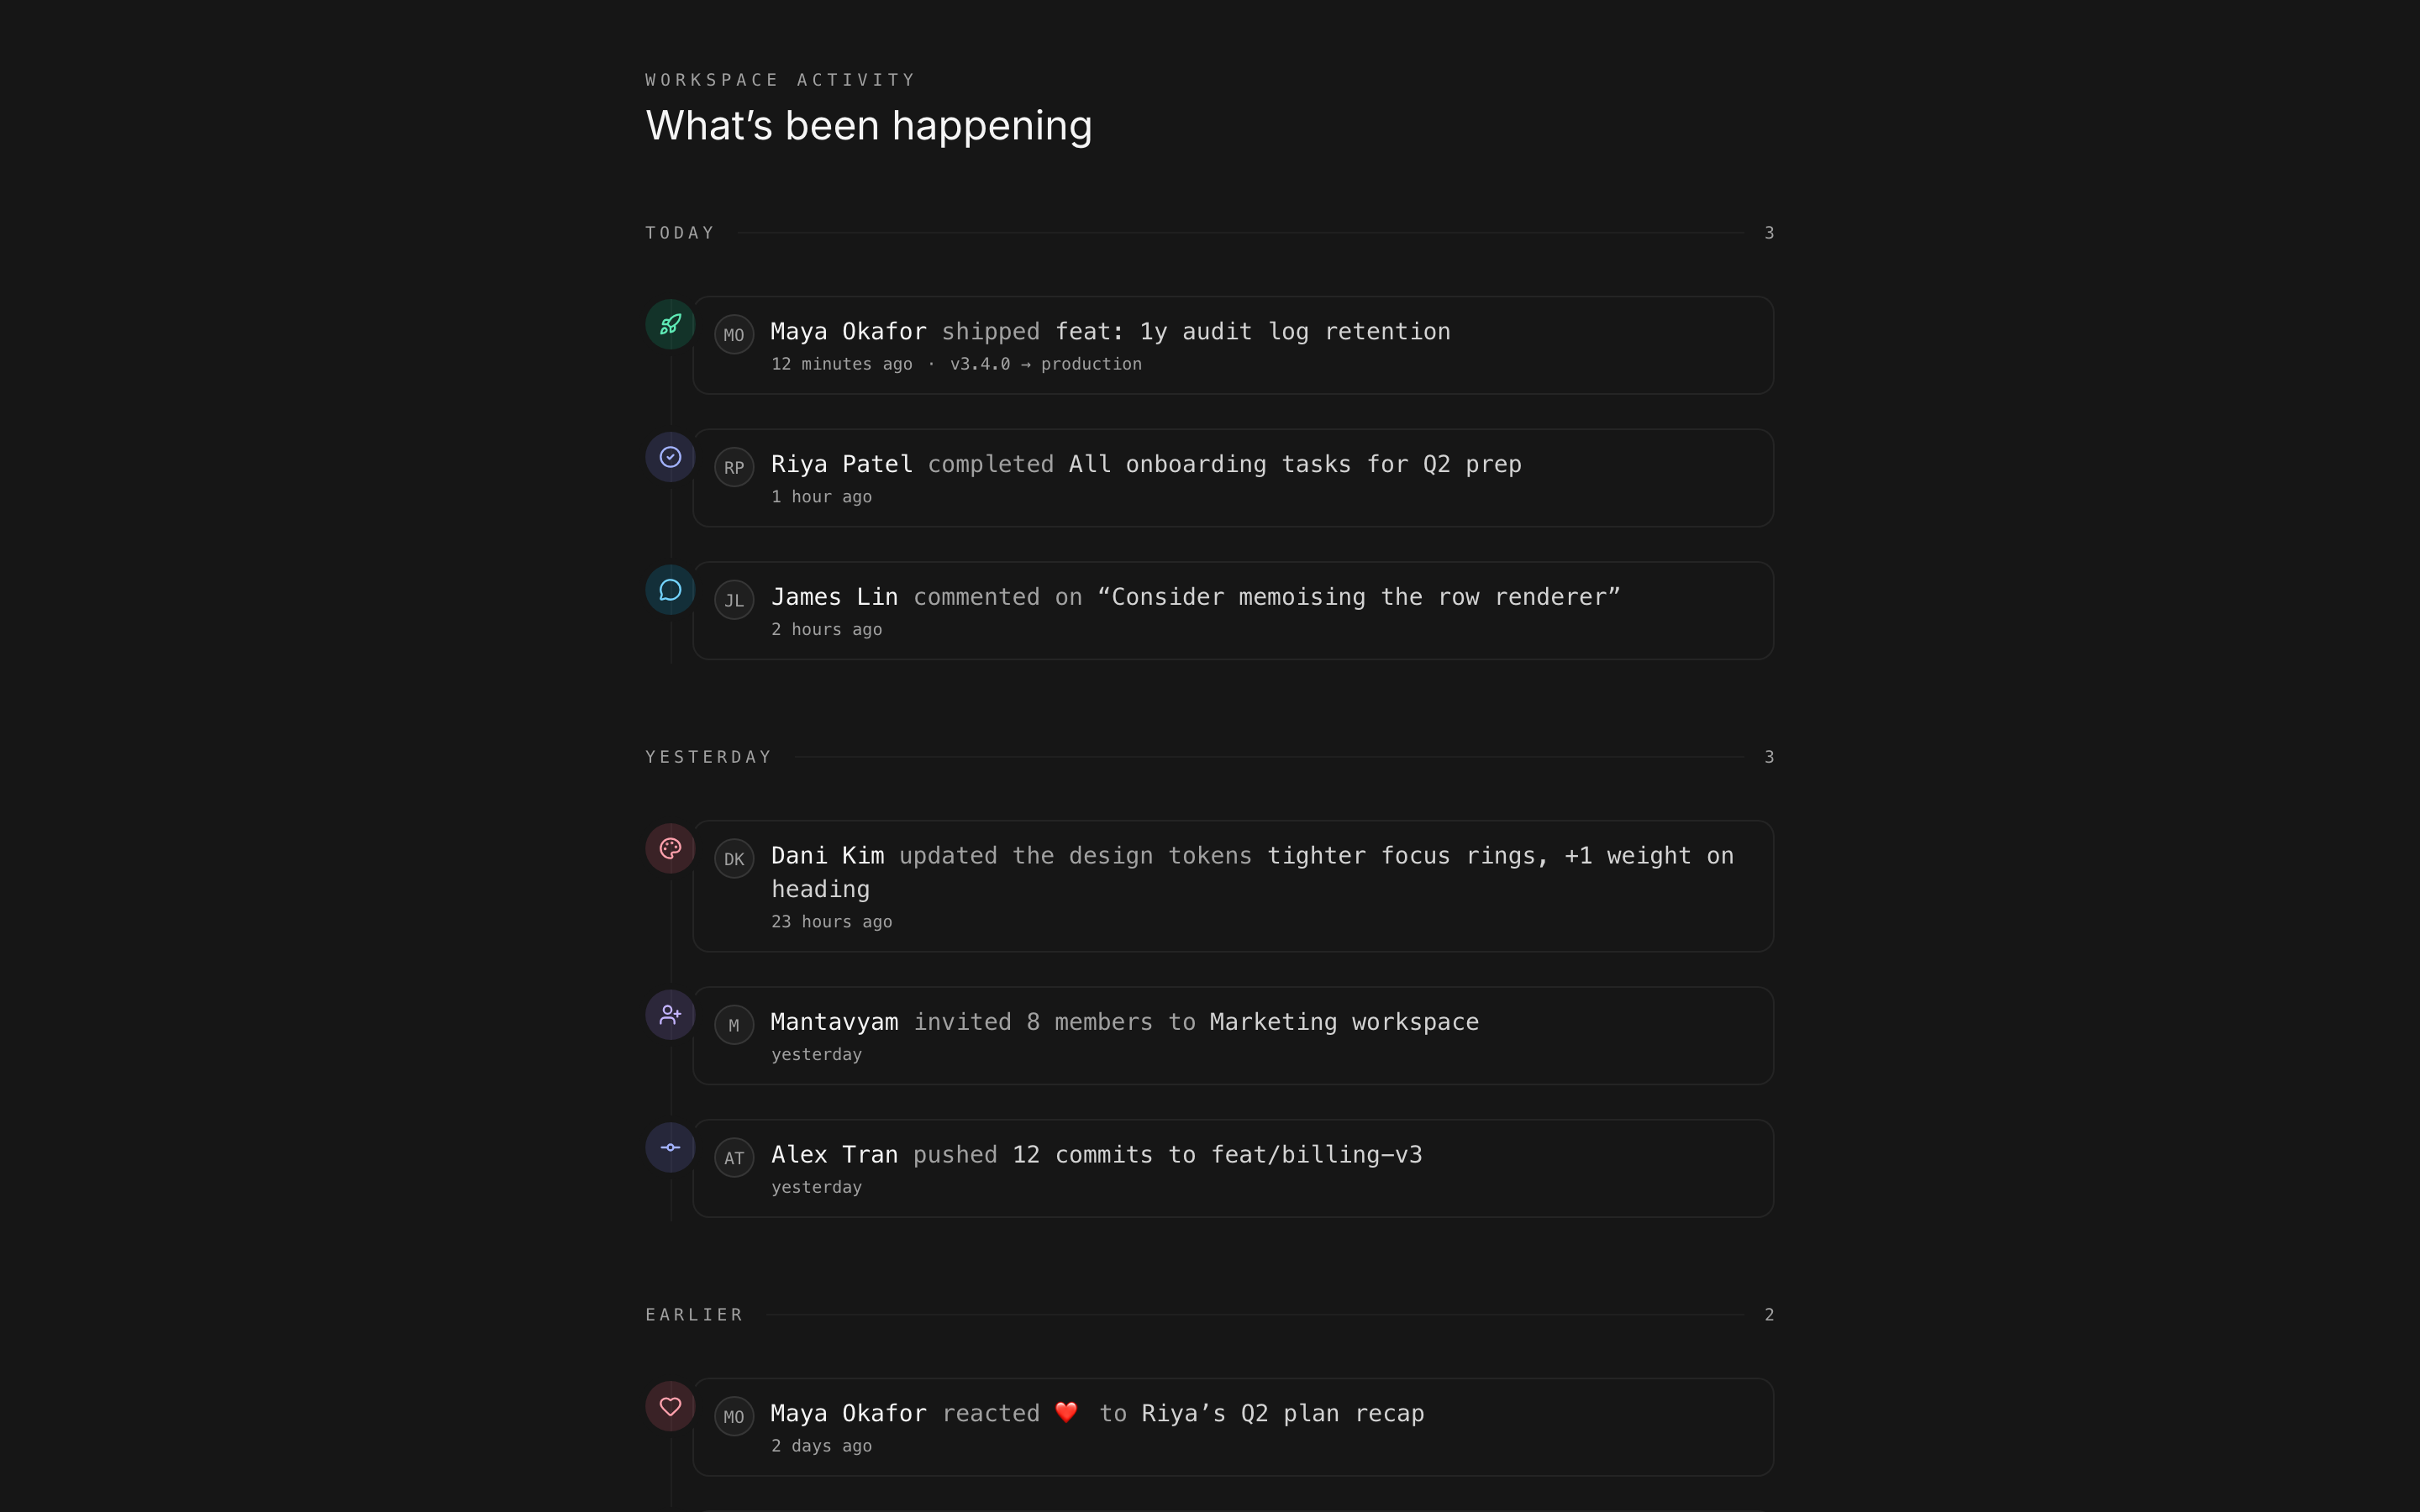 WORKSPACE ACTIVITY
What’s been happening
TODAY 3
MO Maya Okafor shipped feat: 1y audit log retention
12 minutes ago · v3.4.0 → production
RP Riya Patel completed All onboarding tasks for Q2 prep
1 hour ago
JL James Lin commented on “Consider memoising the row renderer”
2 hours ago
YESTERDAY 3
DK Dani Kim updated the design tokens tighter focus rings, +1 weight on
heading
23 hours ago
M Mantavyam invited 8 members to Marketing workspace
yesterday
AT Alex Tran pushed 12 commits to feat/billing-v3
yesterday
EARLIER 2
MO Maya Okafor reacted ❤️ to Riya’s Q2 plan recap
2 days ago